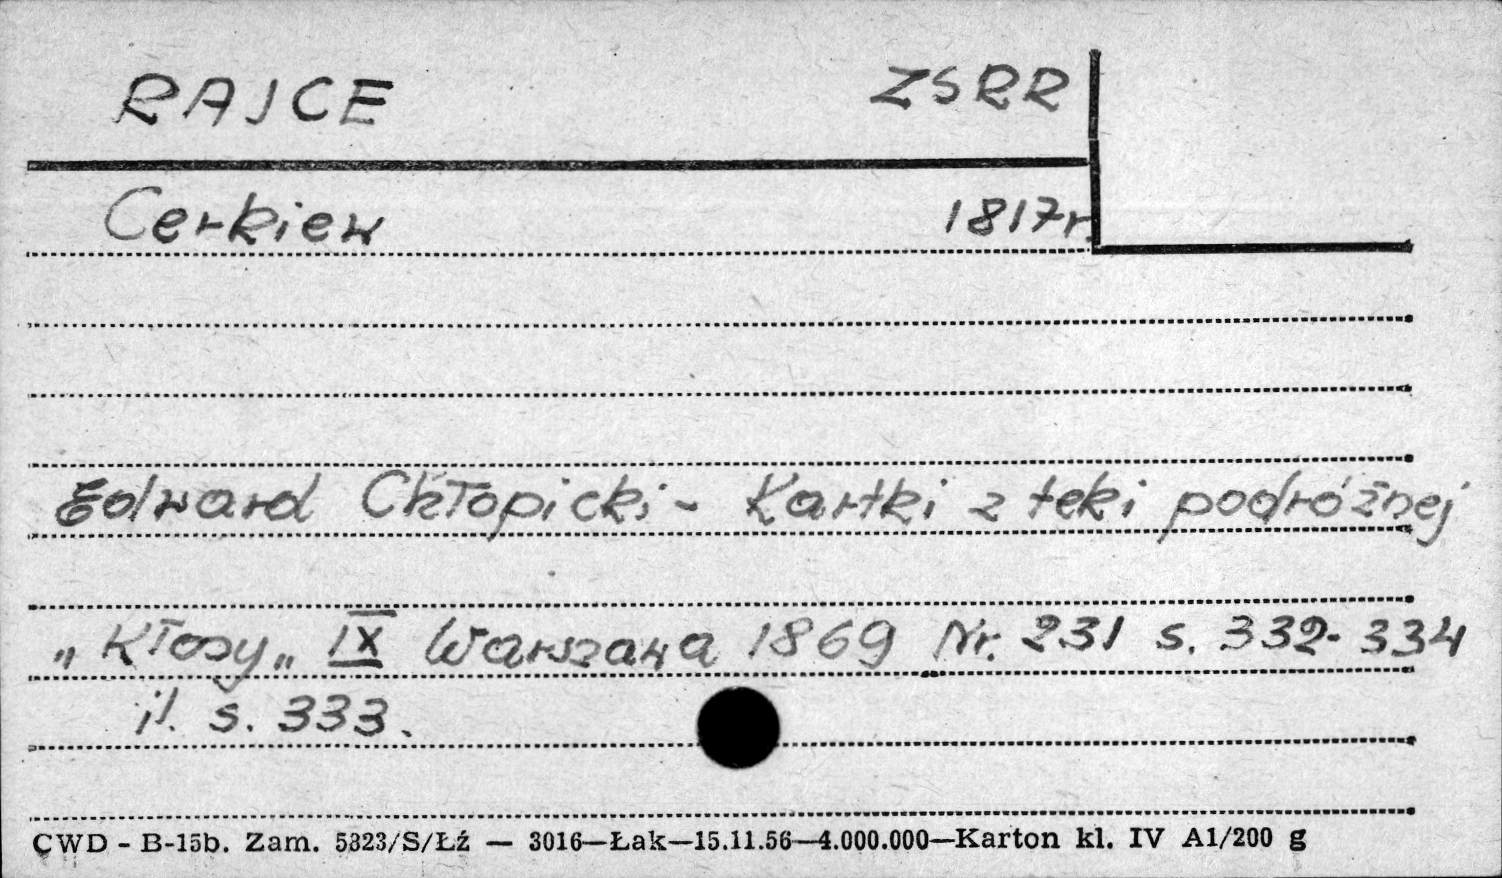 RAJCE ZSRR
Cerkiew 1817r.
Edward Chłopicki - Kartki z teki podróżnej
„Kłosy„ IX Warszawa 1869 Nr. 231 s. 332-334
il. s. 333.
CWD - B-15b. Zam. 5323/S/Łź — 3016—Łak—15.11.56—4.000.000—Karton kl. IV A1/200 g